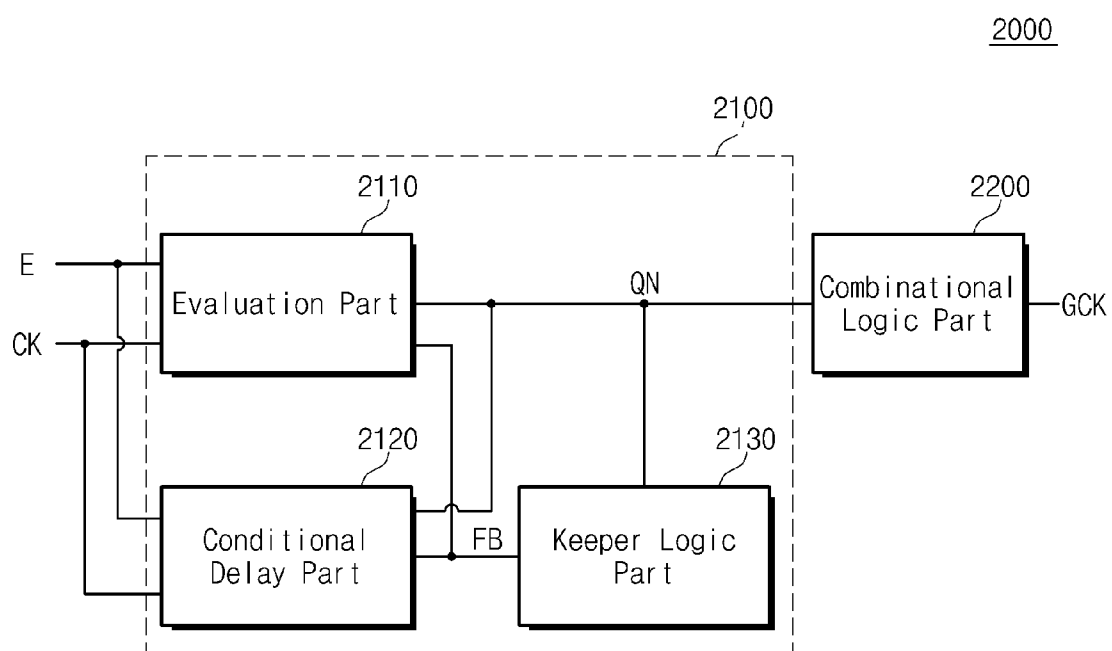 2000
2100
2110
2200
E
Evaluation Part
QN
Combinational
Logic Part
GCK
CK
2120
2130
Conditional
Delay Part
FB
Keeper Logic
Part